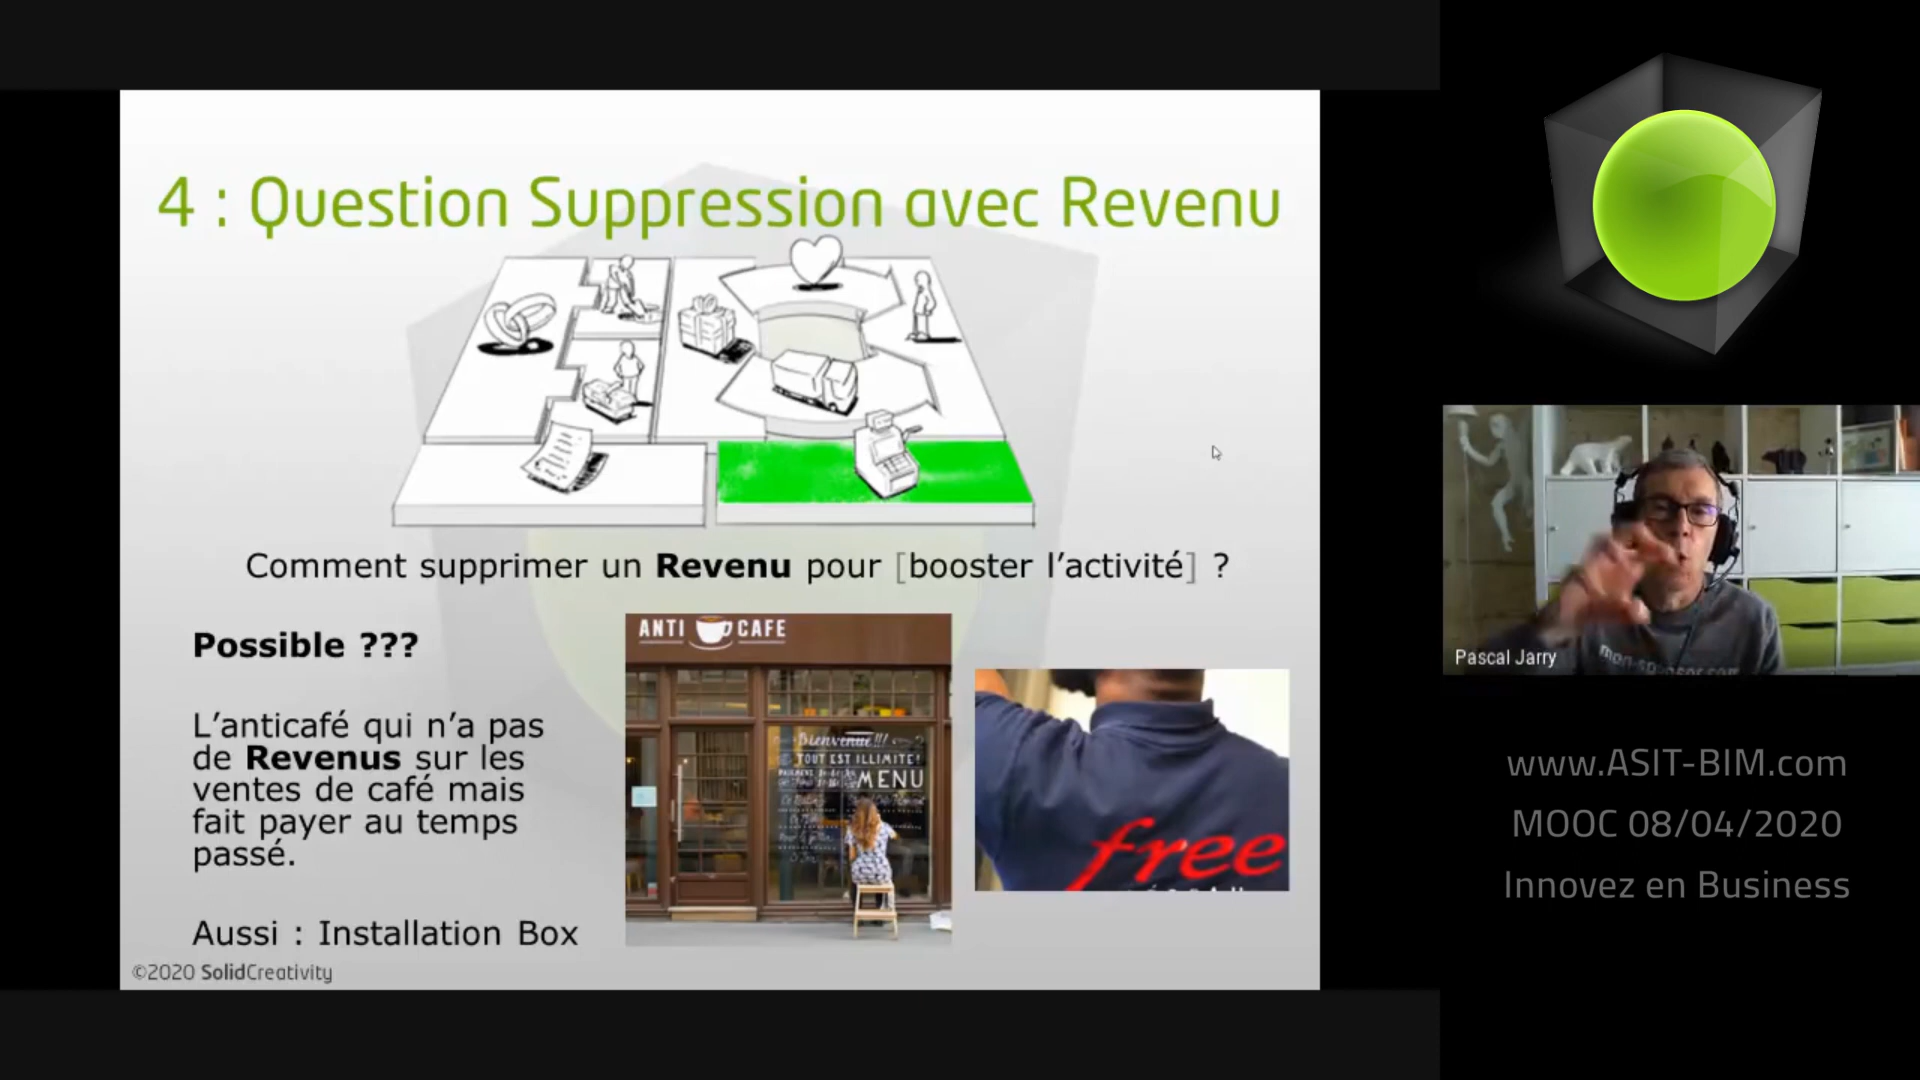 4 : Question Suppression avec Revenu
Comment supprimer un Revenu pour [booster l'activité] ?
Possible ???
L'anticafé qui n'a pas
de Revenus sur les
ventes de café mais
fait payer au temps
passé.
Aussi : Installation Box
©2020 SolidCreativity
ANTI CAFE
Bienvenue!!!
TOUT EST ILLIMITÉ!
MENU
free
Pascal Jarry
www.ASIT-BIM.com
MOOC 08/04/2020
Innovez en Business